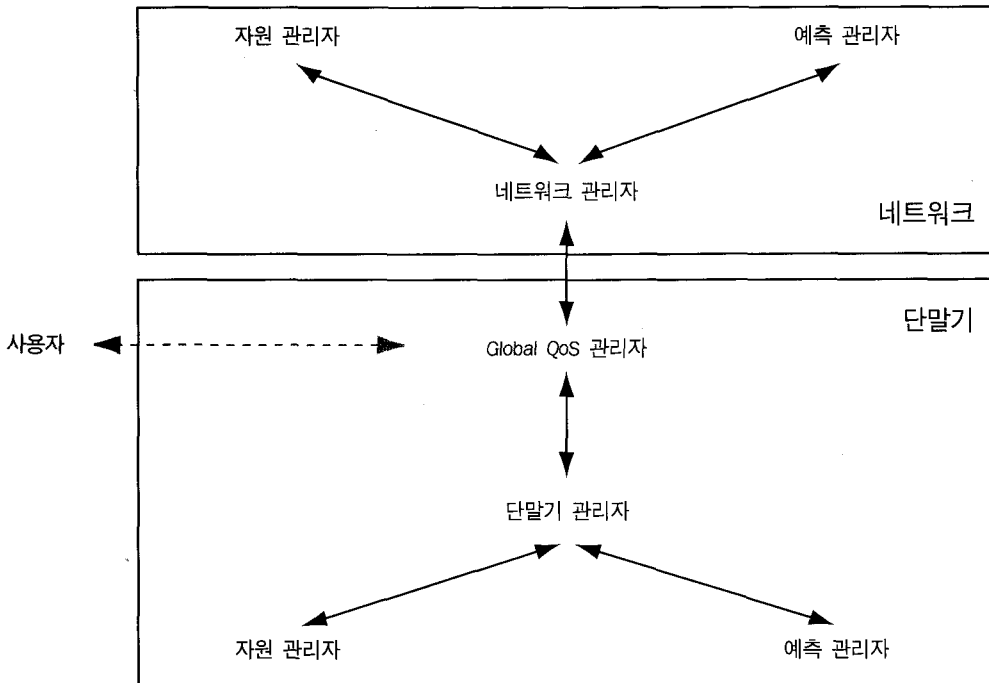 자원 관리자
예측 관리자
네트워크 관리자
네트워크
단말기
사용자
Global QoS 관리자
단말기 관리자
자원 관리자
예측 관리자